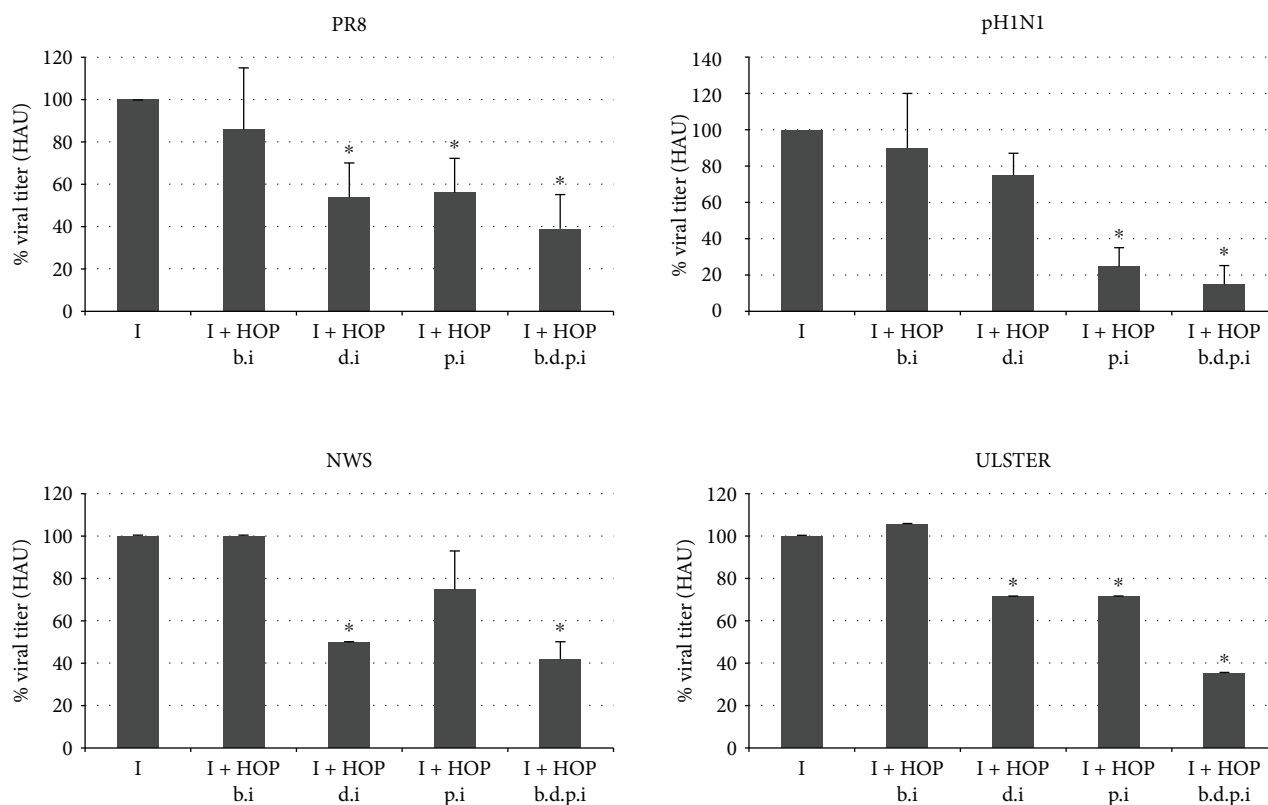 PR8
% viral titer (HAU)
120
100
80
60
40
20
0
* * *
I I + HOP I + HOP I + HOP I + HOP
b.i d.i p.i b.d.p.i
pH1N1
% viral titer (HAU)
140
120
100
80
60
40
20
0
* *
I I + HOP I + HOP I + HOP I + HOP
b.i d.i p.i b.d.p.i
NWS
% viral titer (HAU)
120
100
80
60
40
20
0
* *
I I + HOP I + HOP I + HOP I + HOP
b.i d.i p.i b.d.p.i
ULSTER
% viral titer (HAU)
120
100
80
60
40
20
0
* * *
I I + HOP I + HOP I + HOP I + HOP
b.i d.i p.i b.d.p.i